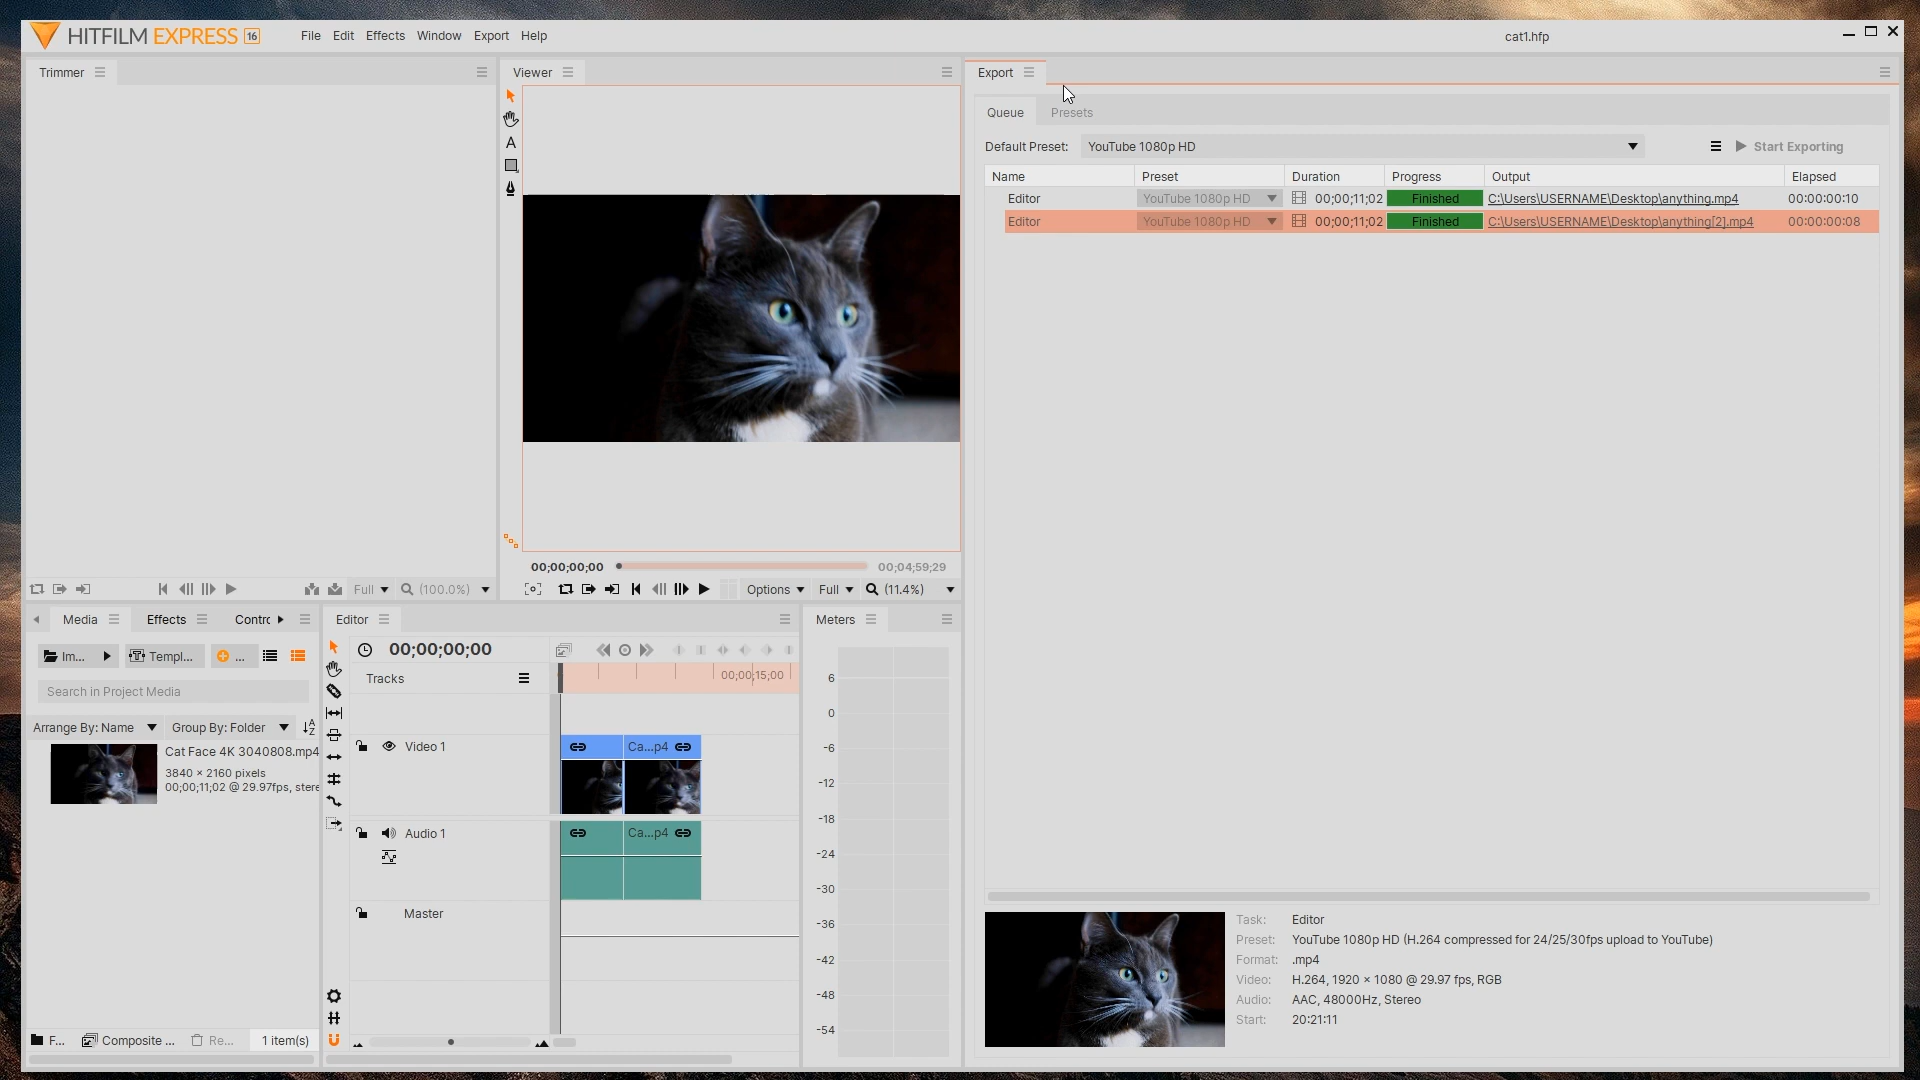 HITFILM EXPRESS 16
File Edit Effects Window Export Help
cat1.hfp
Trimmer
Full
(100.0%)
Viewer
00;00;00;00
00;04;59;29
Options
Full
(11.4%)
Export
Queue
Presets
Default Preset:
YouTube 1080p HD
Start Exporting
Name Preset Duration Progress Output Elapsed
Editor YouTube 1080p HD 00;00;11;02 Finished C:\Users\USERNAME\Desktop\anything.mp4 00:00:00:10
Editor YouTube 1080p HD 00;00;11;02 Finished C:\Users\USERNAME\Desktop\anything[2].mp4 00:00:00:08
Media
Effects
Contrc
Im...
Templ...
...
Search in Project Media
Arrange By: Name
Group By: Folder
Cat Face 4K 3040808.mp4
3840 × 2160 pixels
00;00;11;02 @ 29.97fps, stere
F...
Composite ...
Re...
1 item(s)
Editor
00;00;00;00
Tracks
00;00;15;00
Video 1
Ca...p4
Audio 1
Ca...p4
Master
Meters
6
0
-6
-12
-18
-24
-30
-36
-42
-48
-54
Task: Editor
Preset: YouTube 1080p HD (H.264 compressed for 24/25/30fps upload to YouTube)
Format: .mp4
Video: H.264, 1920 × 1080 @ 29.97 fps, RGB
Audio: AAC, 48000Hz, Stereo
Start: 20:21:11